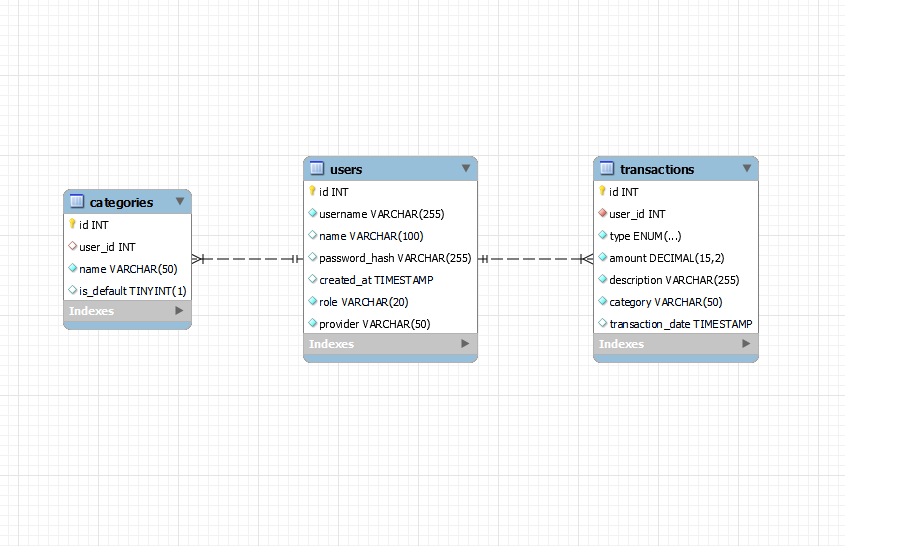 categories
id INT
user_id INT
name VARCHAR(50)
is_default TINYINT(1)
Indexes
users
id INT
username VARCHAR(255)
name VARCHAR(100)
password_hash VARCHAR(255)
created_at TIMESTAMP
role VARCHAR(20)
provider VARCHAR(50)
Indexes
transactions
id INT
user_id INT
type ENUM(...)
amount DECIMAL(15,2)
description VARCHAR(255)
category VARCHAR(50)
transaction_date TIMESTAMP
Indexes